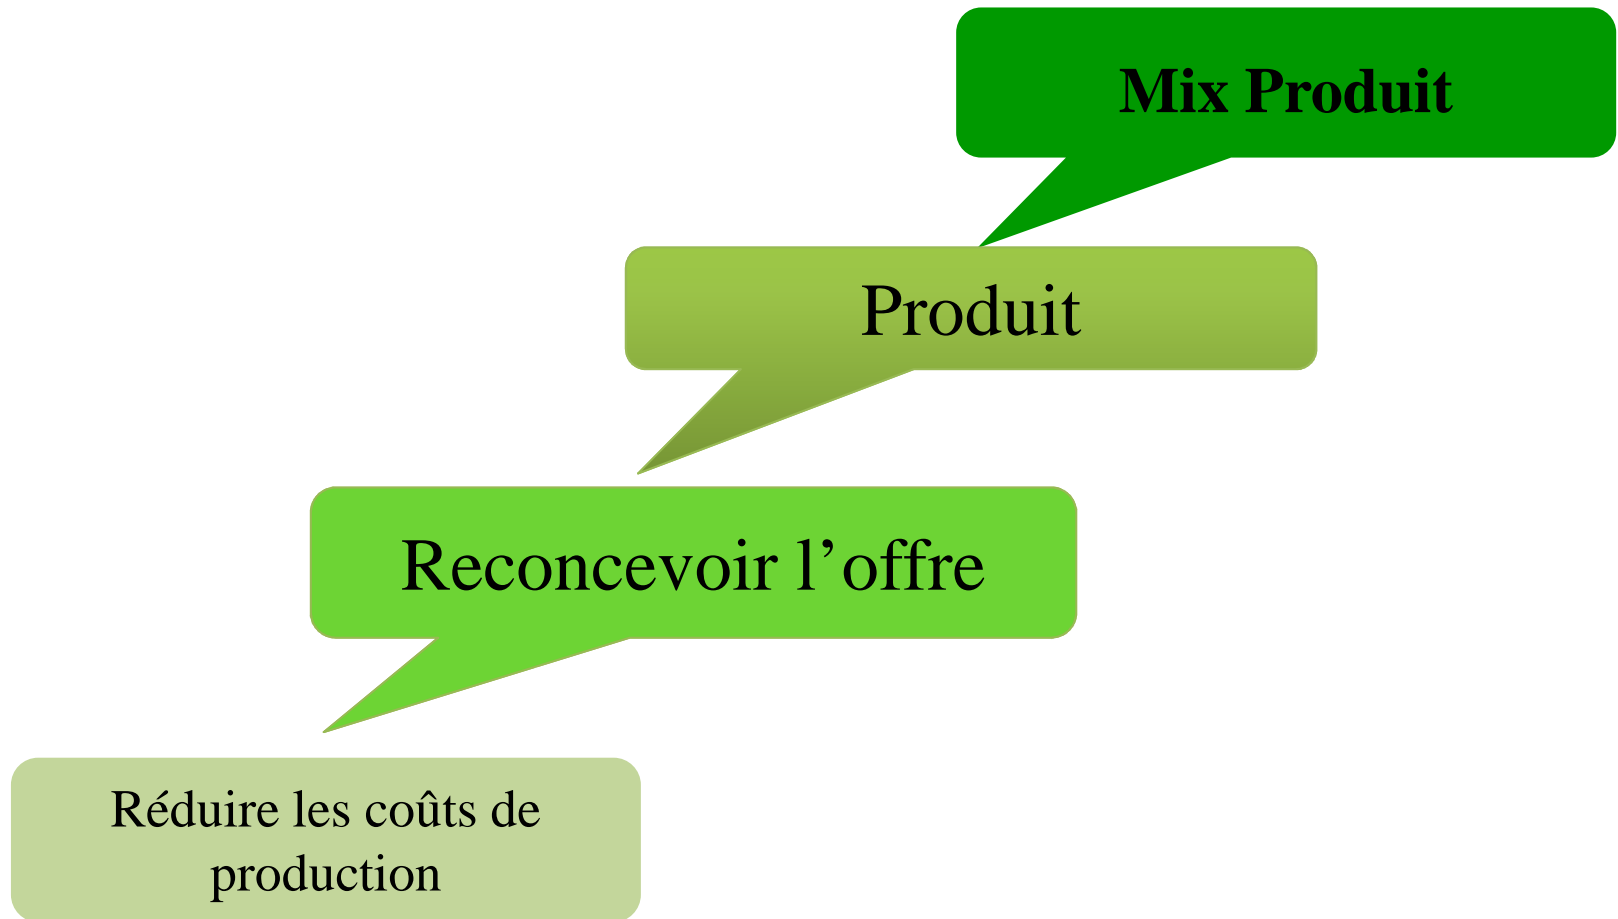 Mix Produit
Produit
Reconcevoir l’offre
Réduire les coûts de
production